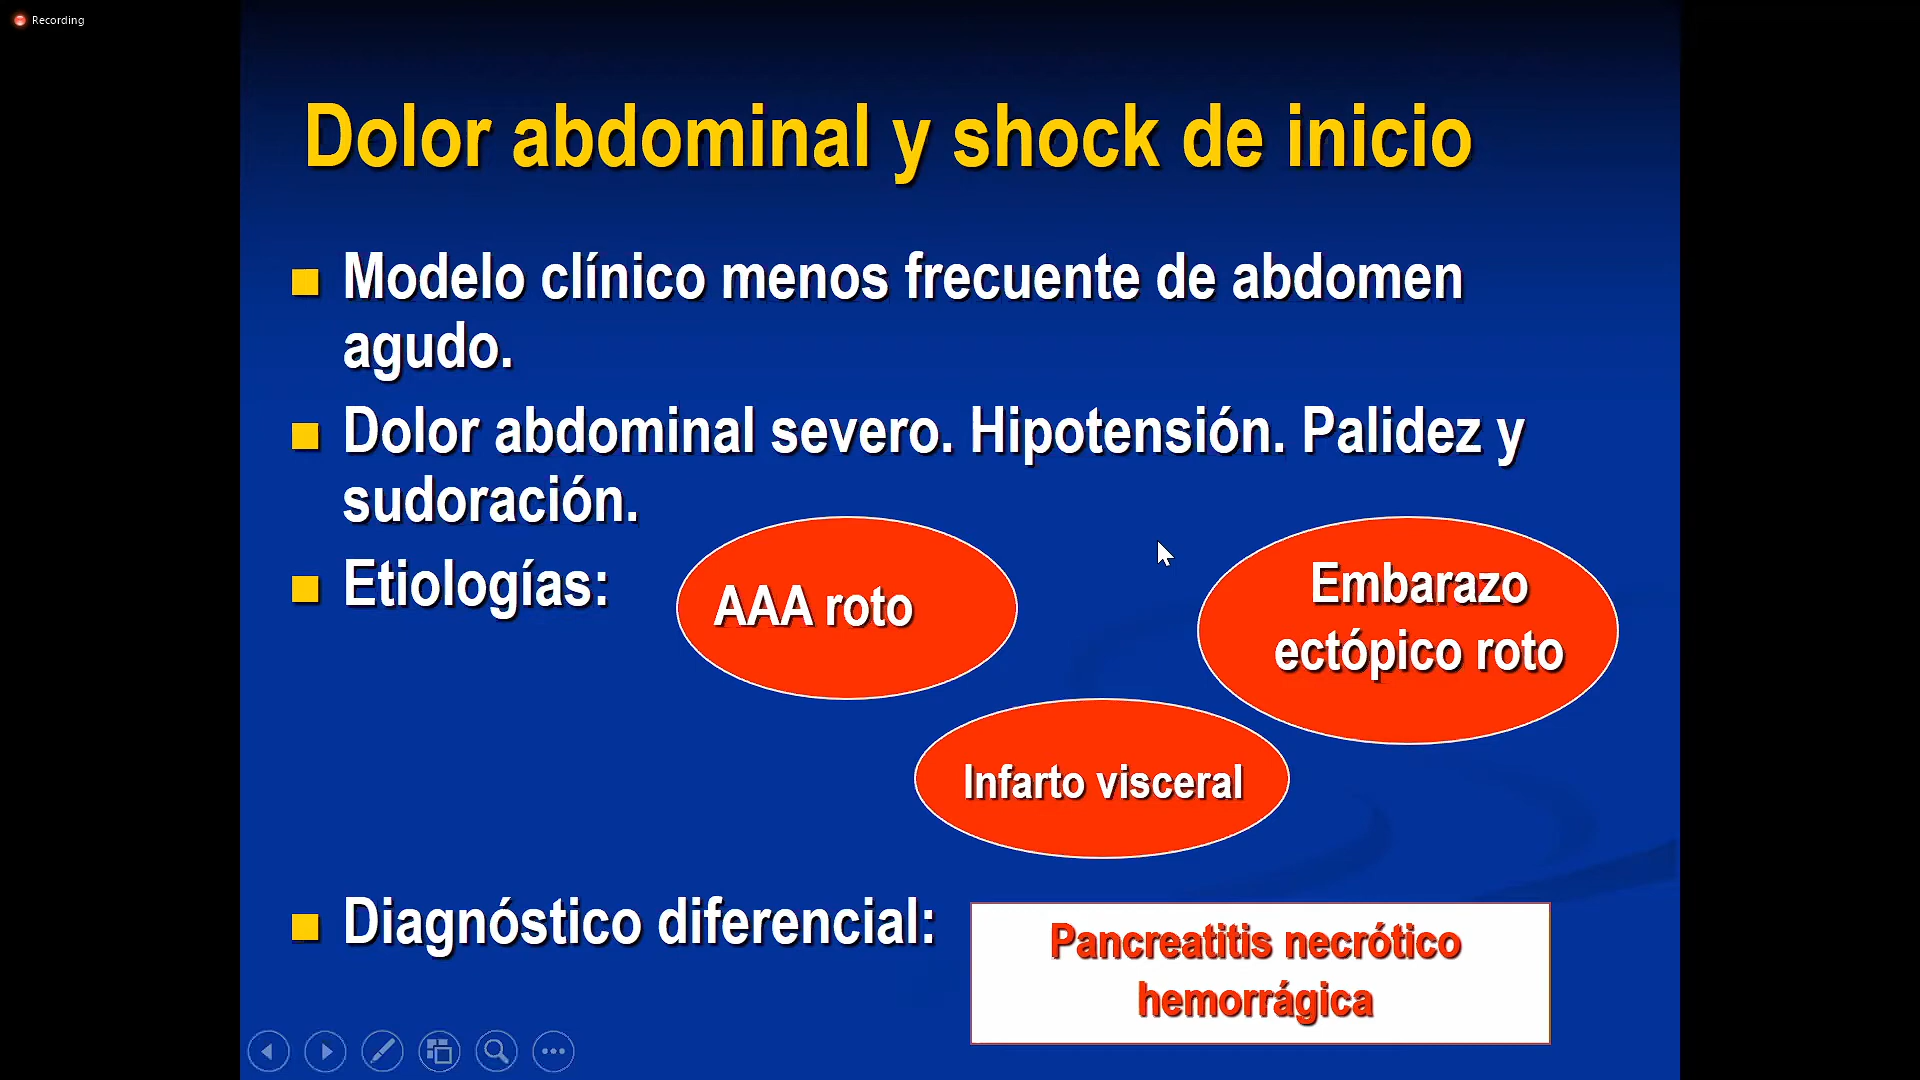 Recording
Dolor abdominal y shock de inicio
Modelo clínico menos frecuente de abdomen
agudo.
Dolor abdominal severo. Hipotensión. Palidez y
sudoración.
Etiologías:
AAA roto
Embarazo
ectópico roto
Infarto visceral
Diagnóstico diferencial:
Pancreatitis necrótico
hemorrágica